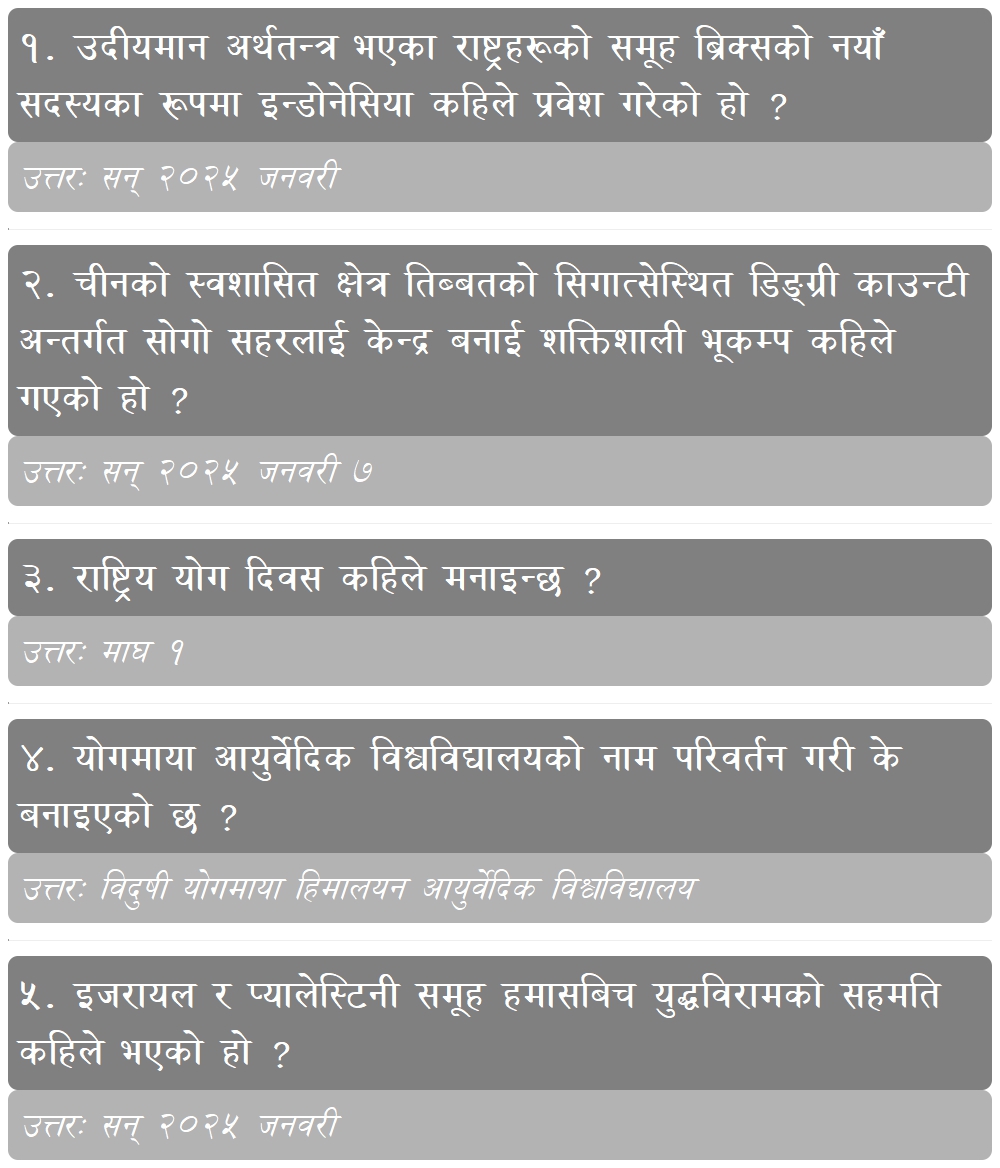 १. उदीयमान अर्थतन्त्र भएका राष्ट्रहरूको समूह ब्रिक्सको नयाँ
सदस्यका रूपमा इन्डोनेसिया कहिले प्रवेश गरेको हो ?
उत्तरः सन् २०२५ जनवरी
२. चीनको स्वशासित क्षेत्र तिब्बतको सिगात्सेस्थित डिङ्ग्री काउन्टी
अन्तर्गत सोगो सहरलाई केन्द्र बनाई शक्तिशाली भूकम्प कहिले
गएको हो ?
उत्तरः सन् २०२५ जनवरी ७
३. राष्ट्रिय योग दिवस कहिले मनाइन्छ ?
उत्तरः माघ १
४. योगमाया आयुर्वेदिक विश्वविद्यालयको नाम परिवर्तन गरी के
बनाइएको छ ?
उत्तरः विदुषी योगमाया हिमालयन आयुर्वेदिक विश्वविद्यालय
५. इजरायल र प्यालेस्टिनी समूह हमासबिच युद्धविरामको सहमति
कहिले भएको हो ?
उत्तरः सन् २०२५ जनवरी